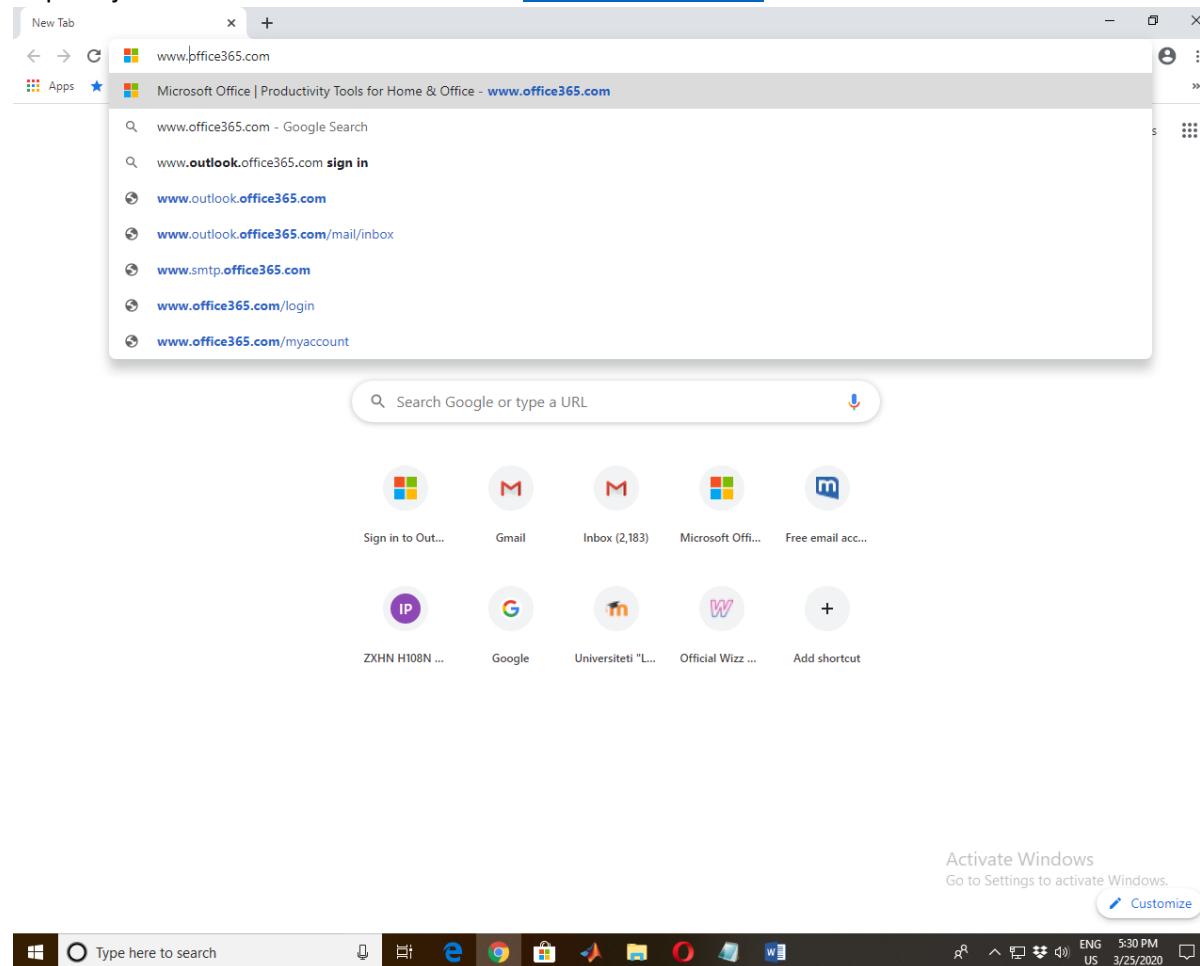 New Tab
www.office365.com
Apps
Microsoft Office | Productivity Tools for Home & Office - www.office365.com
www.office365.com - Google Search
s
www.outlook.office365.com sign in
www.outlook.office365.com
www.outlook.office365.com/mail/inbox
www.smtp.office365.com
www.office365.com/login
www.office365.com/myaccount
Search Google or type a URL
Sign in to Out... Gmail Inbox (2,183) Microsoft Offi... Free email acc...
IP
ZXHN H108N ... Google Universiteti "L... Official Wizz ... Add shortcut
Activate Windows
Go to Settings to activate Windows.
Customize
Type here to search
ENG 5:30 PM
US 3/25/2020